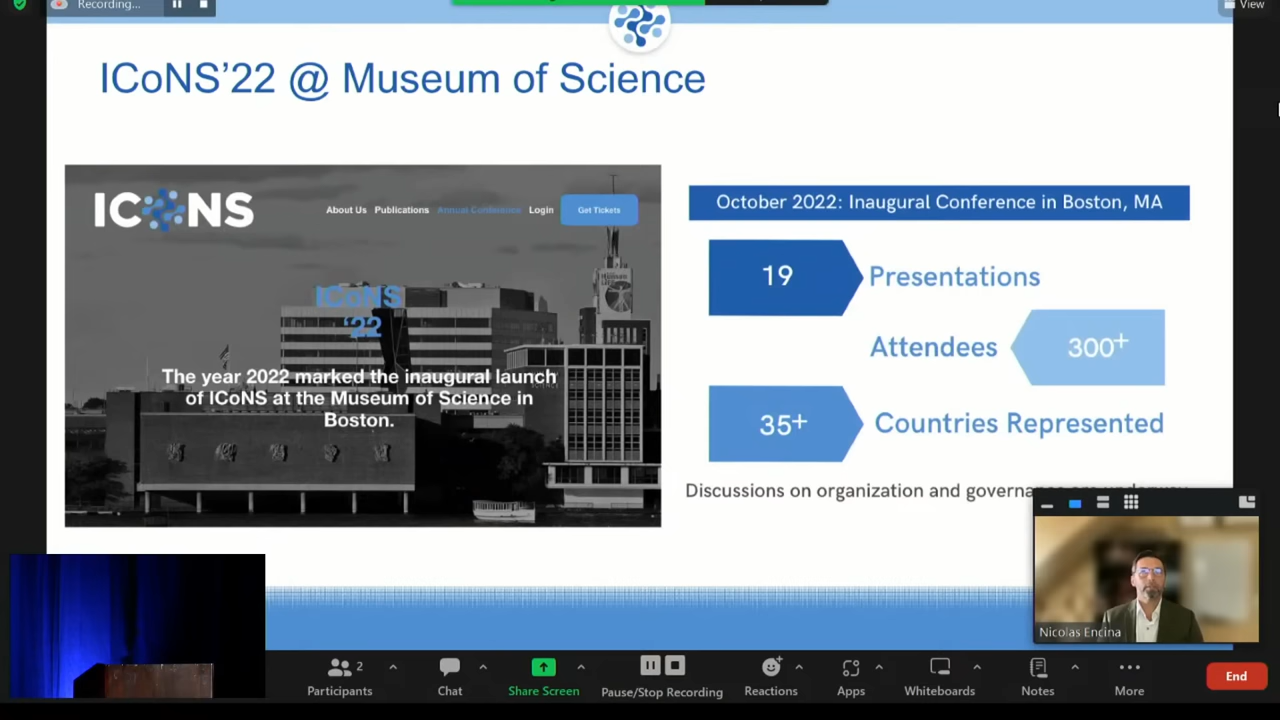 Recording...
View
ICoNS’22 @ Museum of Science
ICONS
About Us Publications Annual Conference Login Get Tickets
ICoNS
‘22
The year 2022 marked the inaugural launch
of ICoNS at the Museum of Science in
Boston.
October 2022: Inaugural Conference in Boston, MA
19 Presentations
Attendees 300+
35+ Countries Represented
Discussions on organization and governance are underway
Nicolas Encina
2
Participants Chat Share Screen Pause/Stop Recording Reactions Apps Whiteboards Notes More End